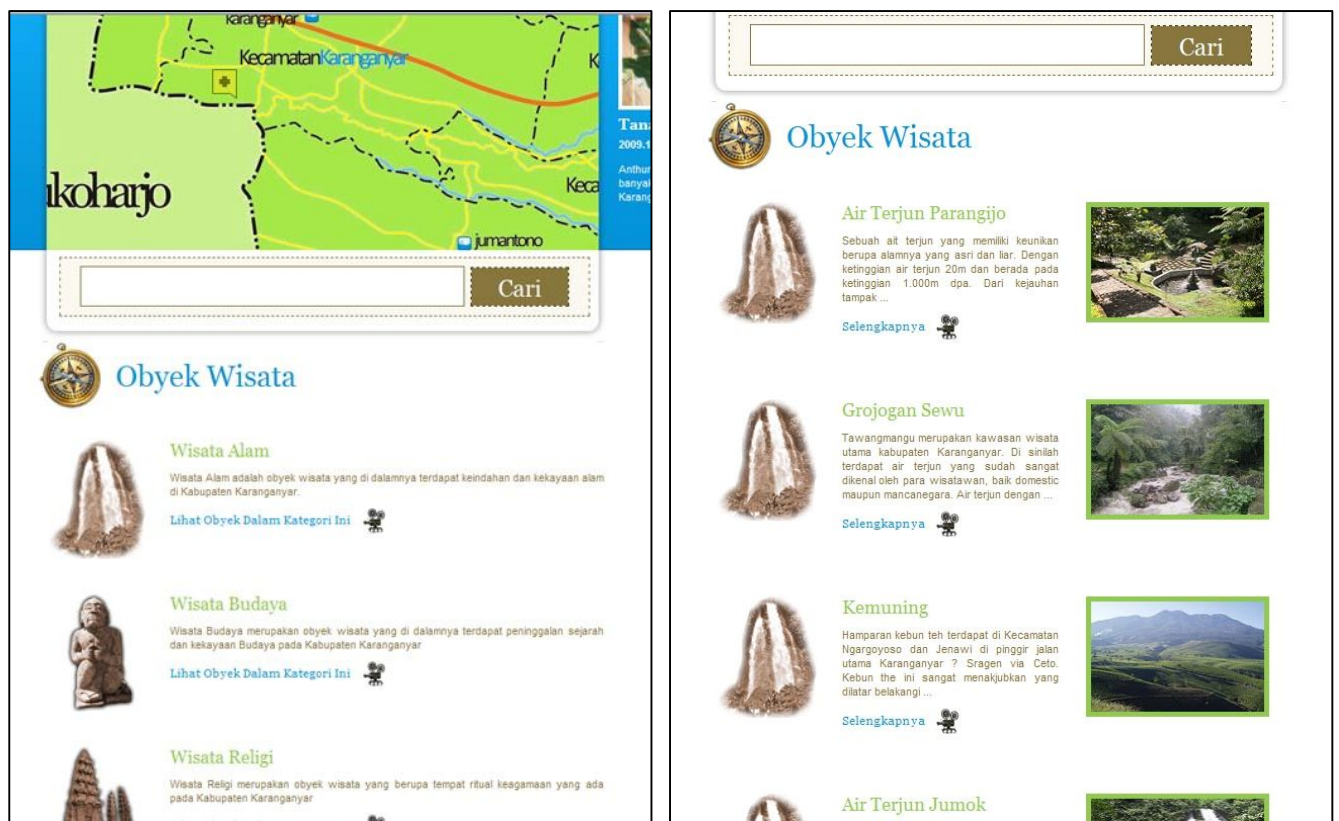 karanganyar
KecamatanKaranganyar
K
ukoharjo
Keca
jumantono
Tana
2009.1
Anthur
banyak
Karang
Cari
Obyek Wisata
Wisata Alam
Wisata Alam adalah obyek wisata yang di dalamnya terdapat keindahan dan kekayaan alam
di Kabupaten Karanganyar.
Lihat Obyek Dalam Kategori Ini
Wisata Budaya
Wisata Budaya merupakan obyek wisata yang di dalamnya terdapat peninggalan sejarah
dan kekayaan Budaya pada Kabupaten Karanganyar
Lihat Obyek Dalam Kategori Ini
Wisata Religi
Wisata Religi merupakan obyek wisata yang berupa tempat ritual keagamaan yang ada
pada Kabupaten Karanganyar
Cari
Obyek Wisata
Air Terjun Parangijo
Sebuah ait terjun yang memiliki keunikan
berupa alamnya yang asri dan liar. Dengan
ketinggian air terjun 20m dan berada pada
ketinggian 1.000m dpa. Dari kejauhan
tampak ...
Selengkapnya
Grojogan Sewu
Tawangmangu merupakan kawasan wisata
utama kabupaten Karanganyar. Di sinilah
terdapat air terjun yang sudah sangat
dikenal oleh para wisatawan, baik domestic
maupun mancanegara. Air terjun dengan ...
Selengkapnya
Kemuning
Hamparan kebun teh terdapat di Kecamatan
Ngargoyoso dan Jenawi di pinggir jalan
utama Karanganyar ? Sragen via Ceto.
Kebun the ini sangat menakjubkan yang
dilatar belakangi ...
Selengkapnya
Air Terjun Jumok